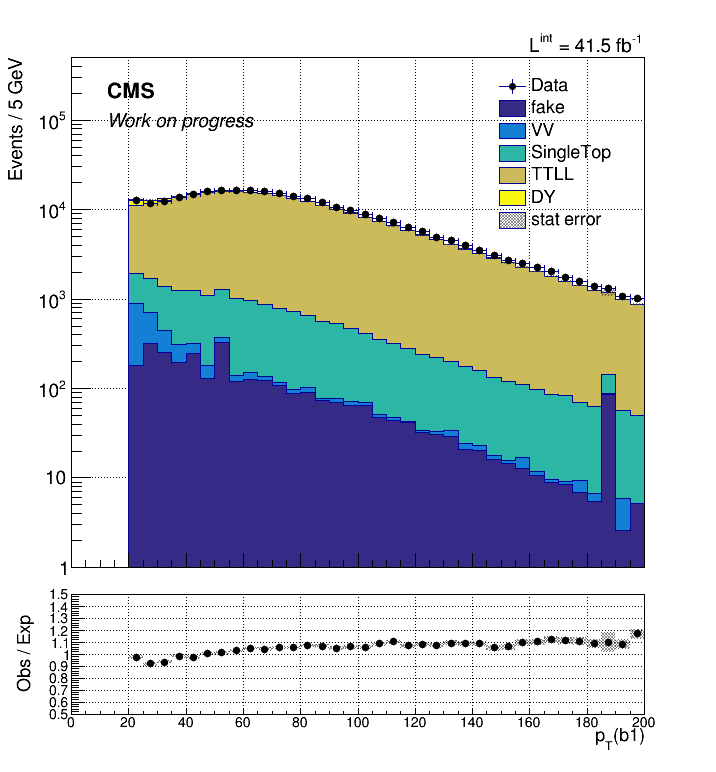 L^int = 41.5 fb^-1
Events / 5 GeV
CMS
Work on progress
Data
fake
VV
SingleTop
TTLL
DY
stat error
10^5
10^4
10^3
10^2
10
1
Obs / Exp
1.5
1.4
1.3
1.2
1.1
1
0.9
0.8
0.7
0.6
0.5
0 20 40 60 80 100 120 140 160 180 200
p_T(b1)